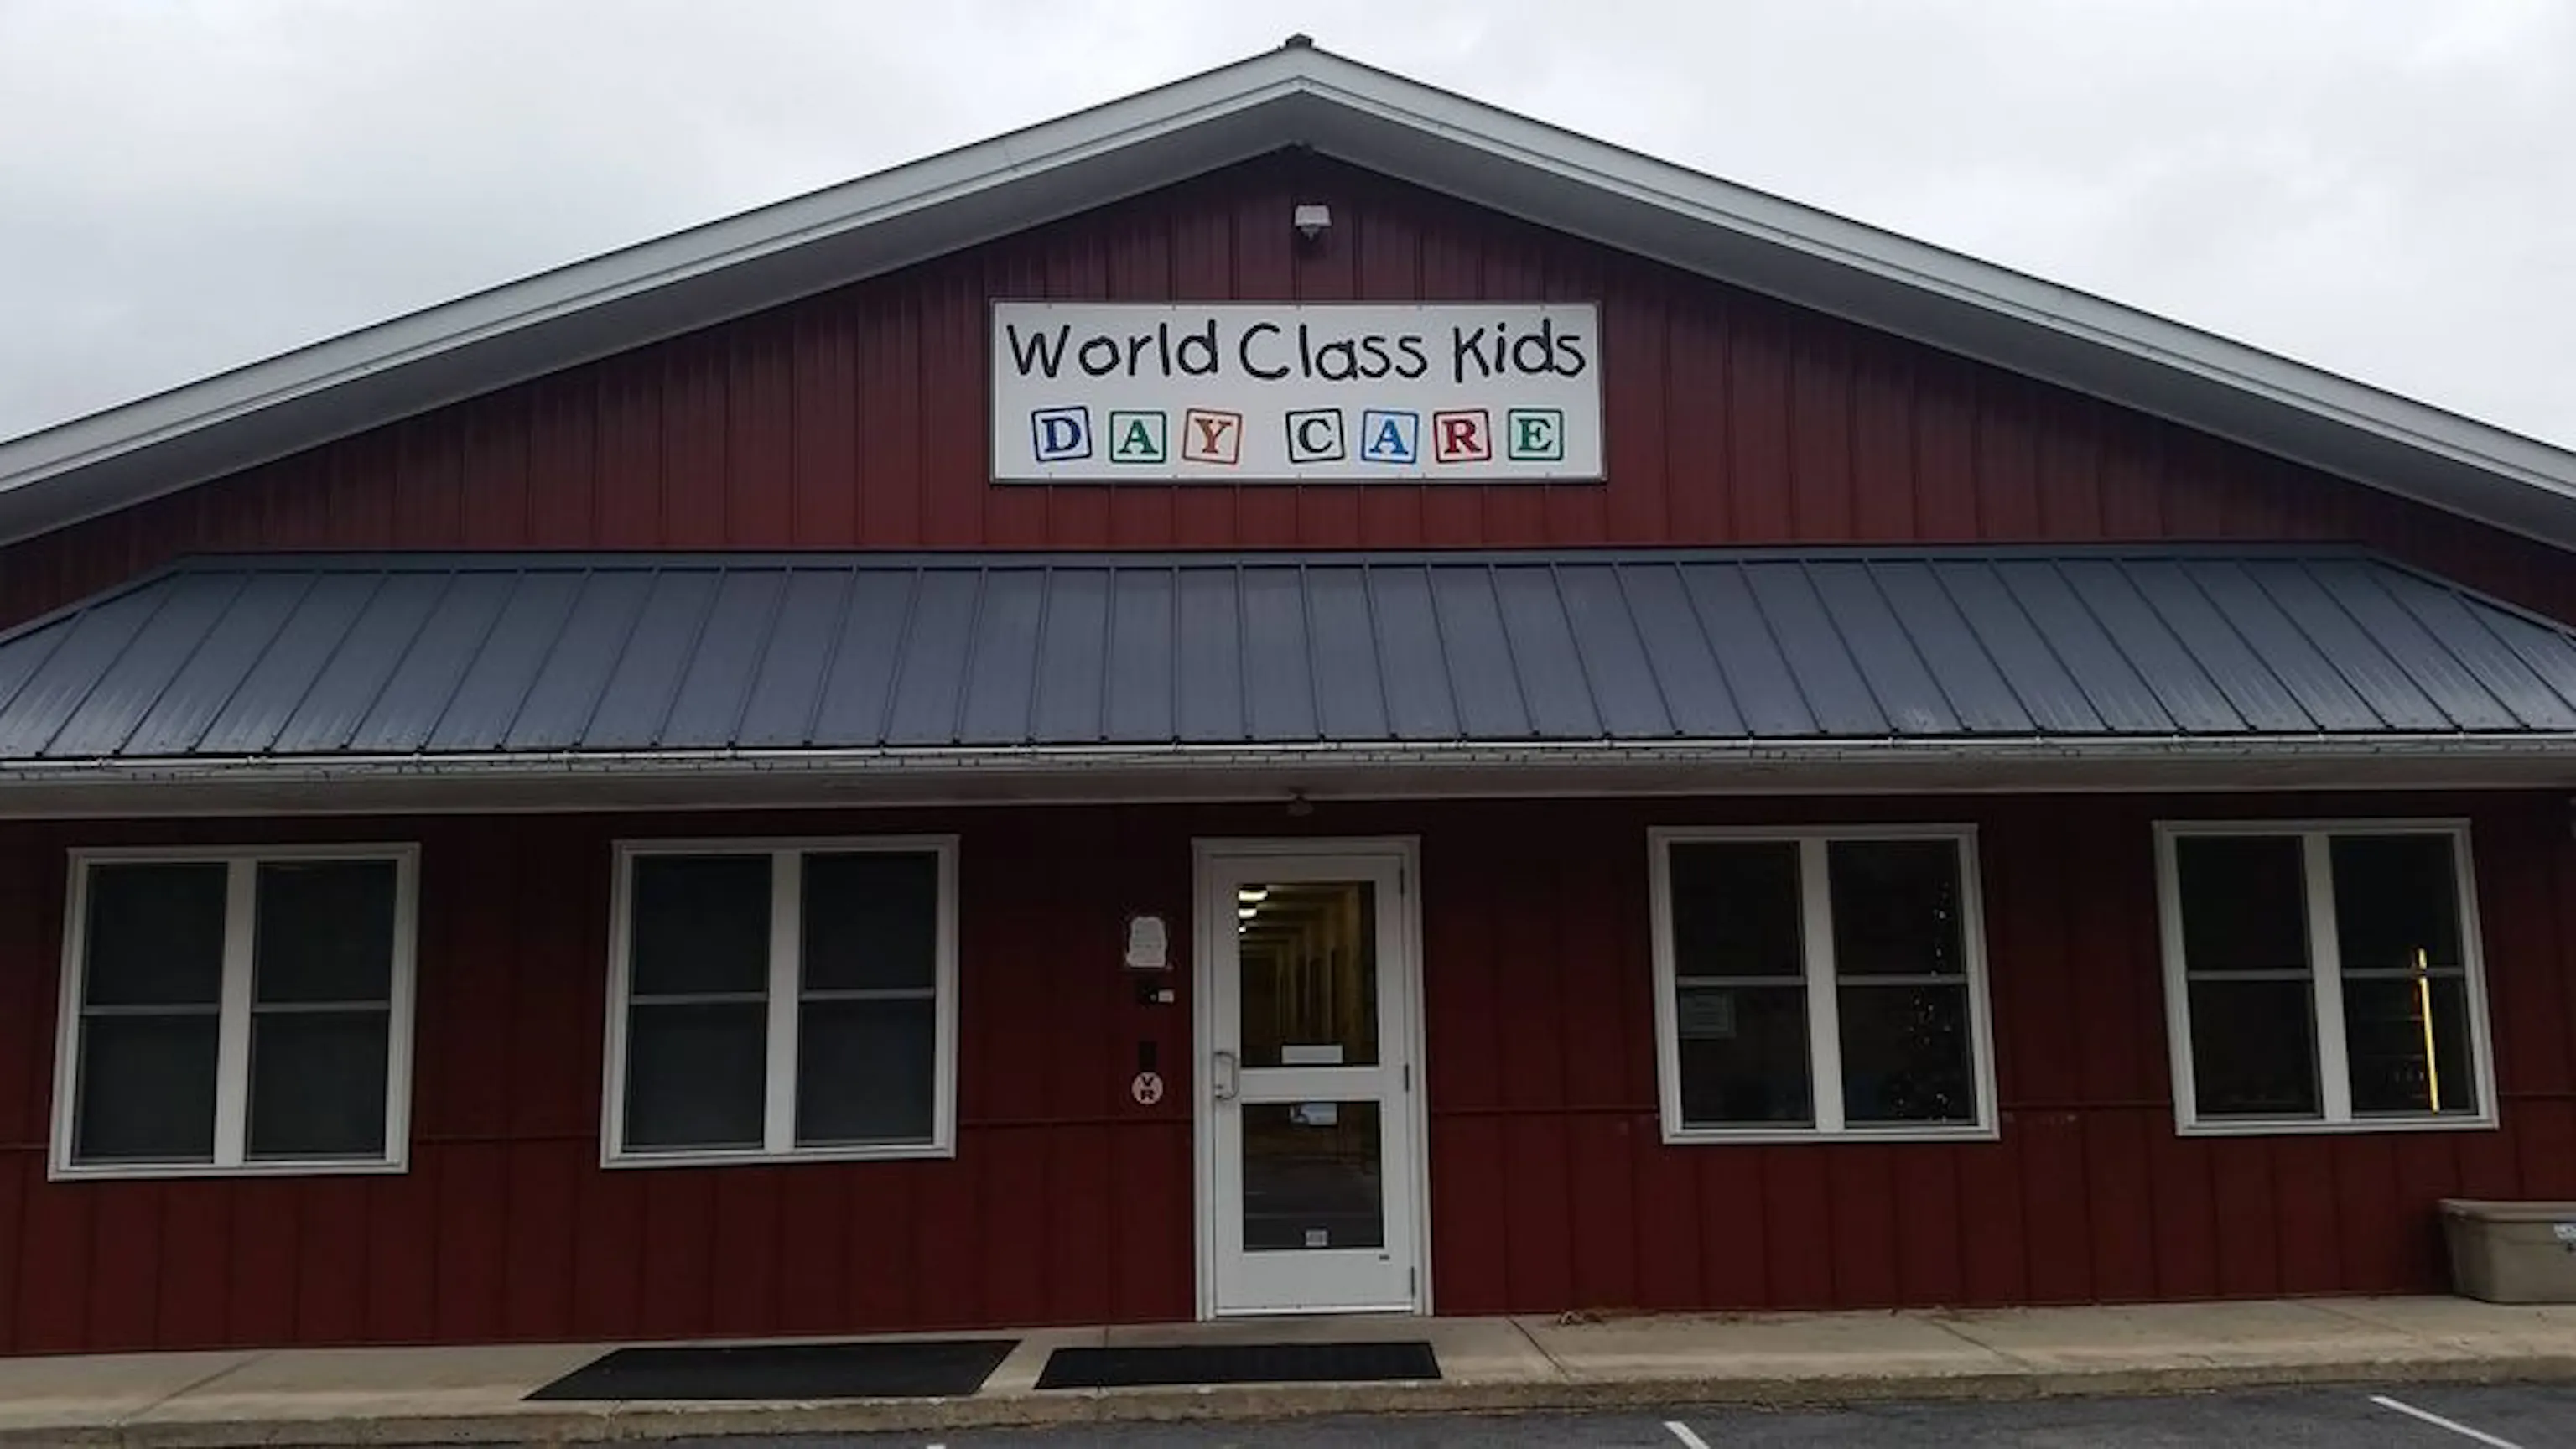 World Class Kids
DAY CARE
V
R